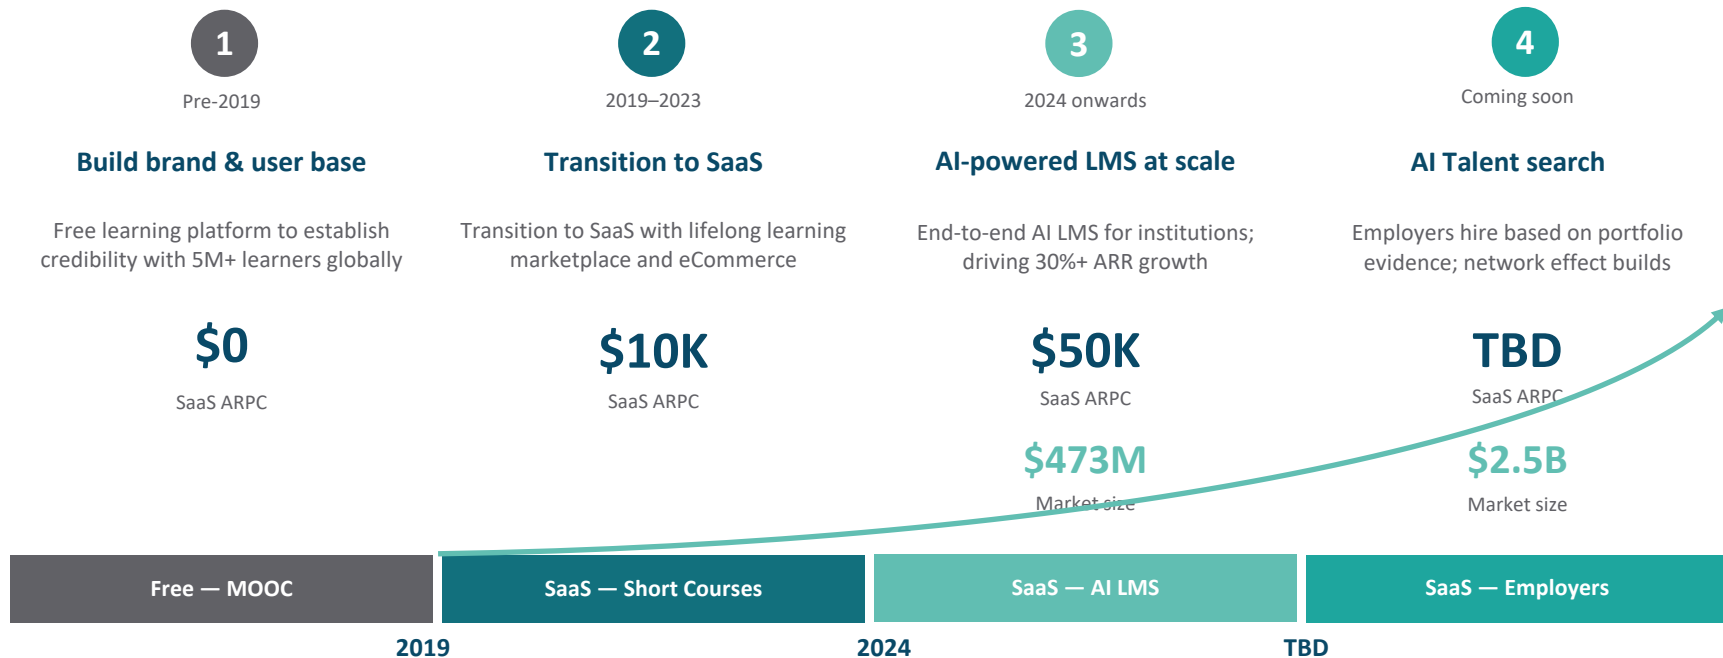 1
Pre-2019
Build brand & user base
Free learning platform to establish
credibility with 5M+ learners globally
$0
SaaS ARPC
Free — MOOC
2
2019–2023
Transition to SaaS
Transition to SaaS with lifelong learning
marketplace and eCommerce
$10K
SaaS ARPC
SaaS — Short Courses
3
2024 onwards
AI-powered LMS at scale
End-to-end AI LMS for institutions;
driving 30%+ ARR growth
$50K
SaaS ARPC
$473M
Market size
SaaS — AI LMS
4
Coming soon
AI Talent search
Employers hire based on portfolio
evidence; network effect builds
TBD
SaaS ARPC
$2.5B
Market size
SaaS — Employers
2019
2024
TBD